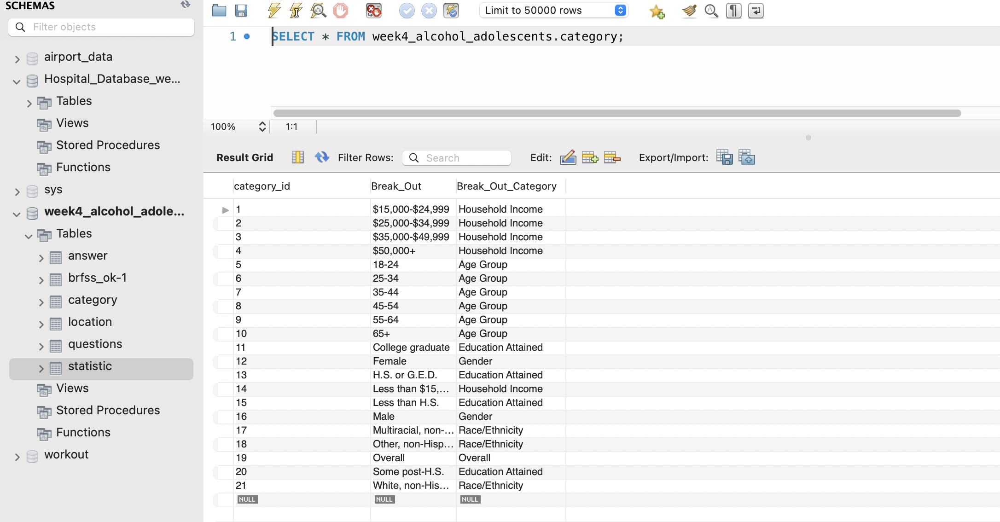 SCHEMAS
Filter objects
airport_data
Hospital_Database_we...
Tables
Views
Stored Procedures
Functions
sys
week4_alcohol_adole...
Tables
answer
brfss_ok-1
category
location
questions
statistic
Views
Stored Procedures
Functions
workout
Limit to 50000 rows
1 SELECT * FROM week4_alcohol_adolescents.category;
100% 1:1
Result Grid Filter Rows: Search Edit: Export/Import:
category_id Break_Out Break_Out_Category
1 $15,000-$24,999 Household Income
2 $25,000-$34,999 Household Income
3 $35,000-$49,999 Household Income
4 $50,000+ Household Income
5 18-24 Age Group
6 25-34 Age Group
7 35-44 Age Group
8 45-54 Age Group
9 55-64 Age Group
10 65+ Age Group
11 College graduate Education Attained
12 Female Gender
13 H.S. or G.E.D. Education Attained
14 Less than $15,... Household Income
15 Less than H.S. Education Attained
16 Male Gender
17 Multiracial, non-... Race/Ethnicity
18 Other, non-Hisp... Race/Ethnicity
19 Overall Overall
20 Some post-H.S. Education Attained
21 White, non-His... Race/Ethnicity
NULL NULL NULL